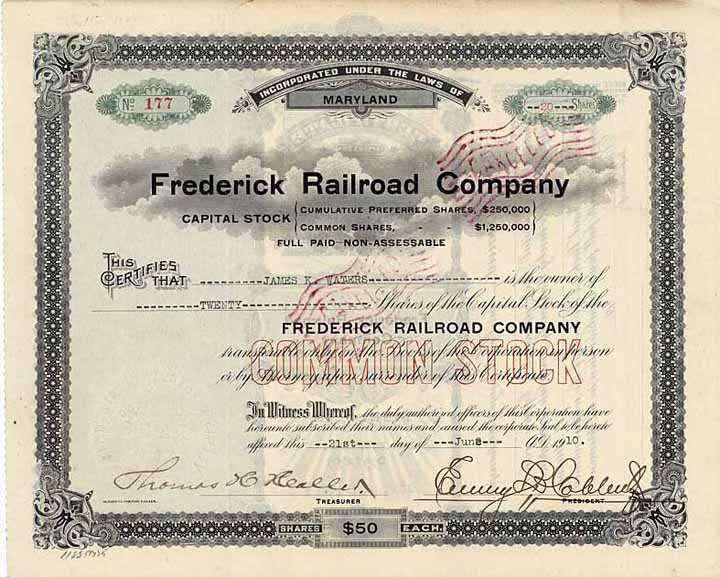 INCORPORATED UNDER THE LAWS OF
MARYLAND
No 177
--20-- Shares
CANCELLED
Frederick Railroad Company
CAPITAL STOCK
CUMULATIVE PREFERRED SHARES, $250,000
COMMON SHARES, - - $1,250,000
FULL PAID-NON-ASSESSABLE
THIS CERTIFIES THAT ----------JAMES K. WATERS---------- is the owner of
----------TWENTY---------- Shares of the Capital Stock of the
FREDERICK RAILROAD COMPANY
transferable only on the Books of the Corporation in person
or by Attorney upon surrender of this Certificate
COMMON STOCK
In Witness Whereof, the duly authorized officers of this Corporation have
hereunto subscribed their names and caused the corporate Seal to be hereto
affixed this --21st---- day of ---June---- A.D. 1910.
Thomas H.
TREASURER
PRESIDENT
SHARES $50 EACH.